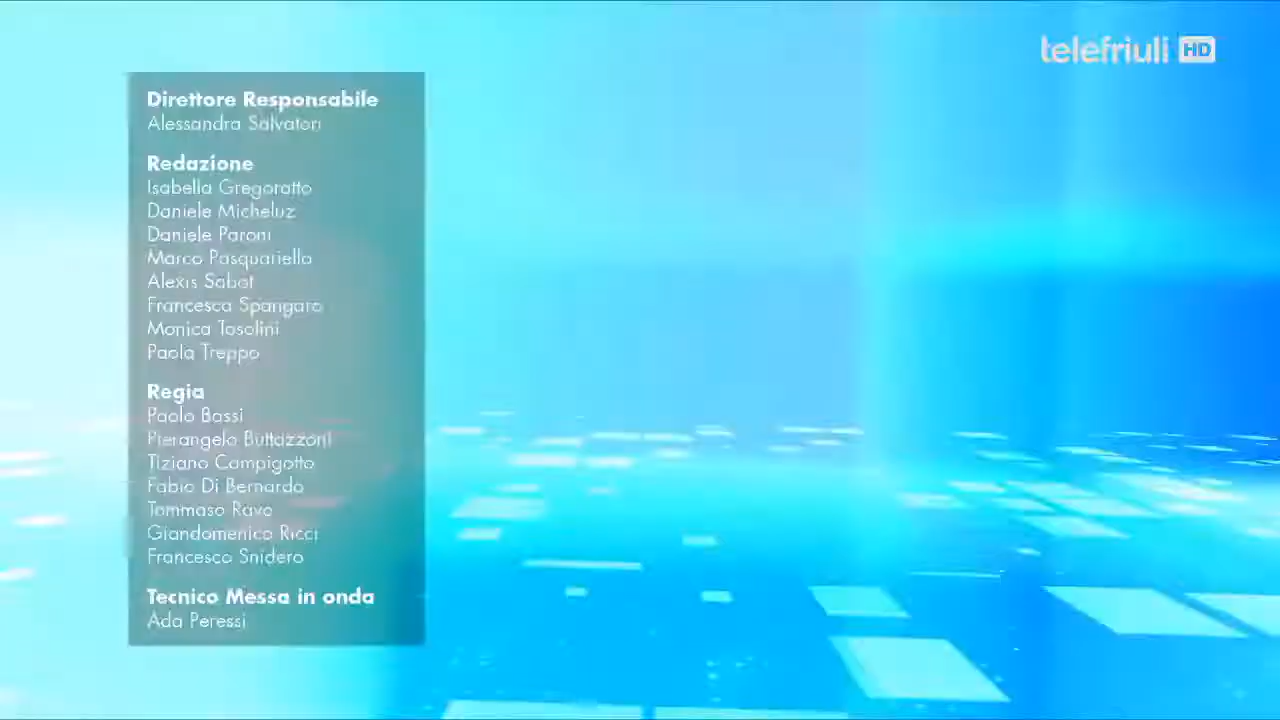 telefriuli HD
Direttore Responsabile
Alessandra Salvatori
Redazione
Isabella Gregoratto
Daniele Micheluz
Daniele Paroni
Marco Pasquariello
Alexis Sabot
Francesca Spangaro
Monica Tosolini
Paola Treppo
Regia
Paolo Bassi
Pierangelo Buttazzoni
Tiziano Campigotto
Fabio Di Bernardo
Tommaso Rave
Giandomenico Ricci
Francesco Snidero
Tecnico Messa in onda
Ada Peressi